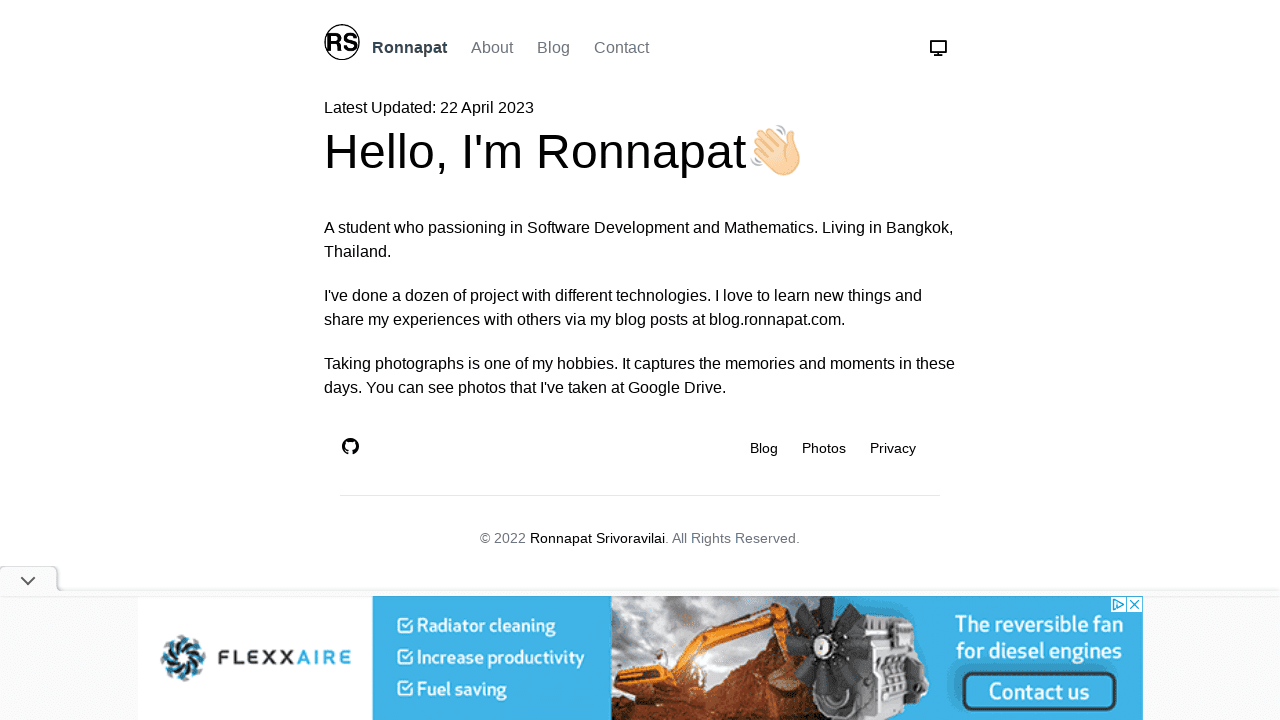 RS Ronnapat About Blog Contact
Latest Updated: 22 April 2023
Hello, I'm Ronnapat👋🏻
A student who passioning in Software Development and Mathematics. Living in Bangkok,
Thailand.
I've done a dozen of project with different technologies. I love to learn new things and
share my experiences with others via my blog posts at blog.ronnapat.com.
Taking photographs is one of my hobbies. It captures the memories and moments in these
days. You can see photos that I've taken at Google Drive.
Blog Photos Privacy
© 2022 Ronnapat Srivoravilai. All Rights Reserved.
FLEXXAIRE
Radiator cleaning
Increase productivity
Fuel saving
The reversible fan
for diesel engines
Contact us